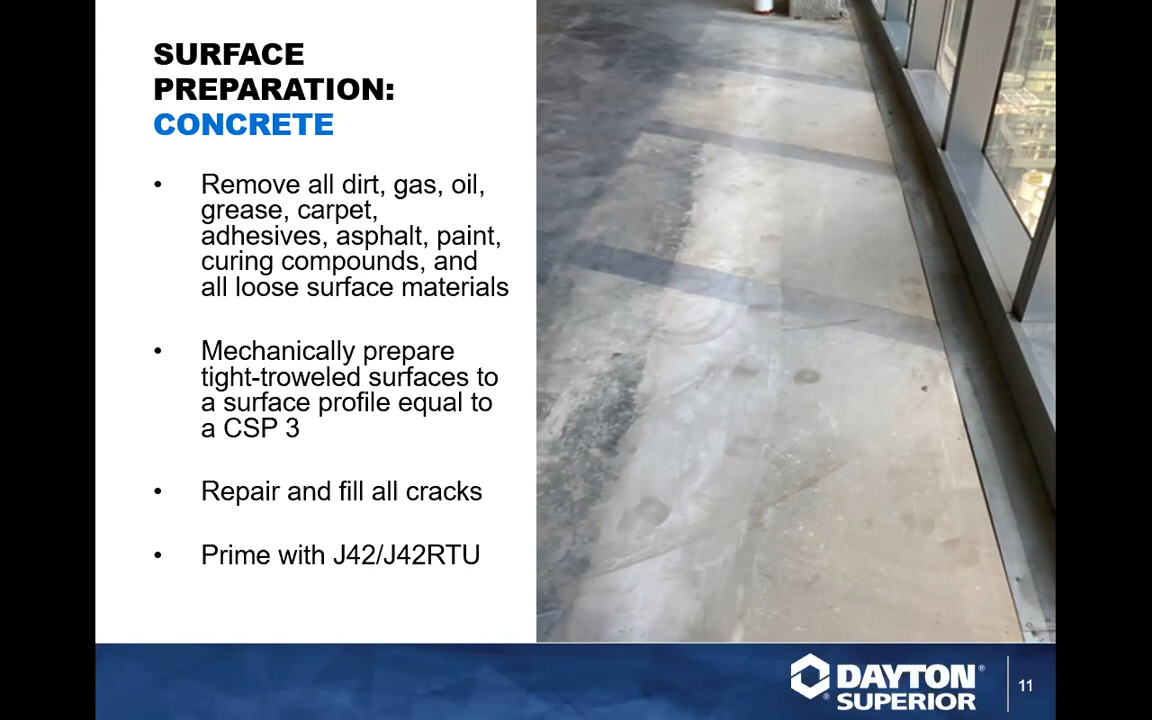 SURFACE
PREPARATION:
CONCRETE
• Remove all dirt, gas, oil,
grease, carpet,
adhesives, asphalt, paint,
curing compounds, and
all loose surface materials
• Mechanically prepare
tight-troweled surfaces to
a surface profile equal to
a CSP 3
• Repair and fill all cracks
• Prime with J42/J42RTU
DAYTON®
® SUPERIOR
11